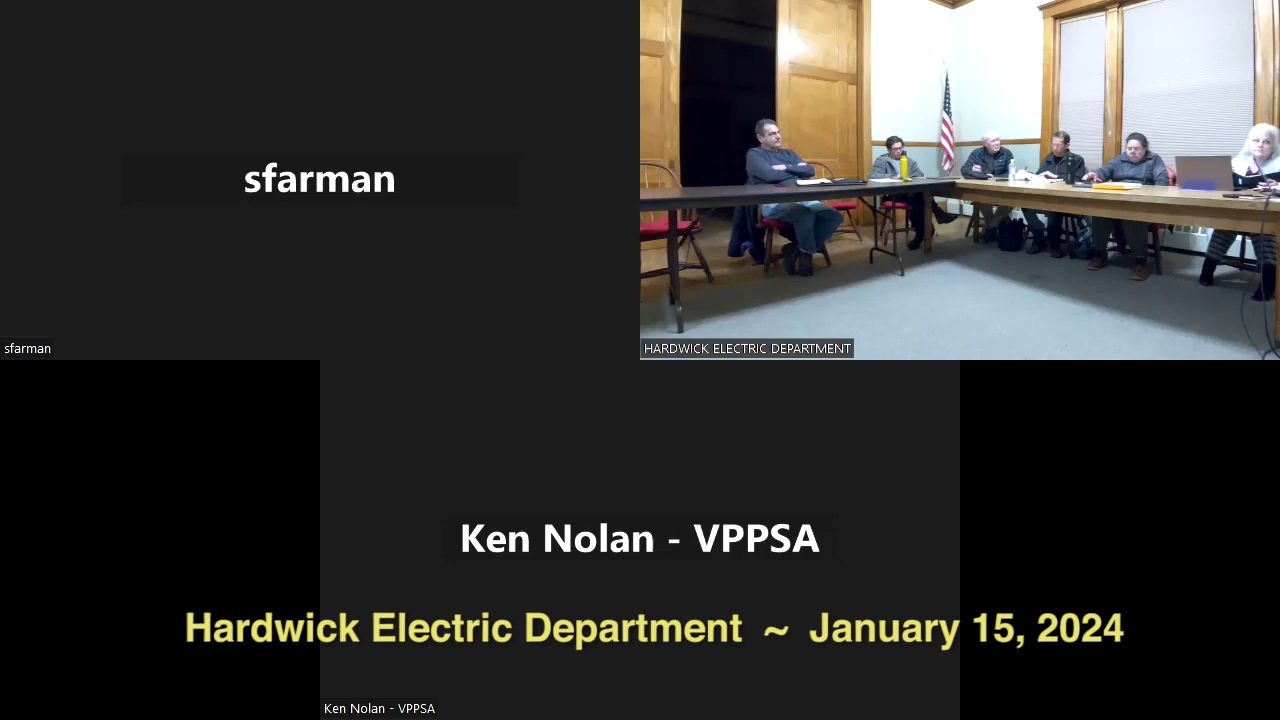 sfarman
sfarman
HARDWICK ELECTRIC DEPARTMENT
Ken Nolan - VPPSA
Hardwick Electric Department ~ January 15, 2024
Ken Nolan - VPPSA